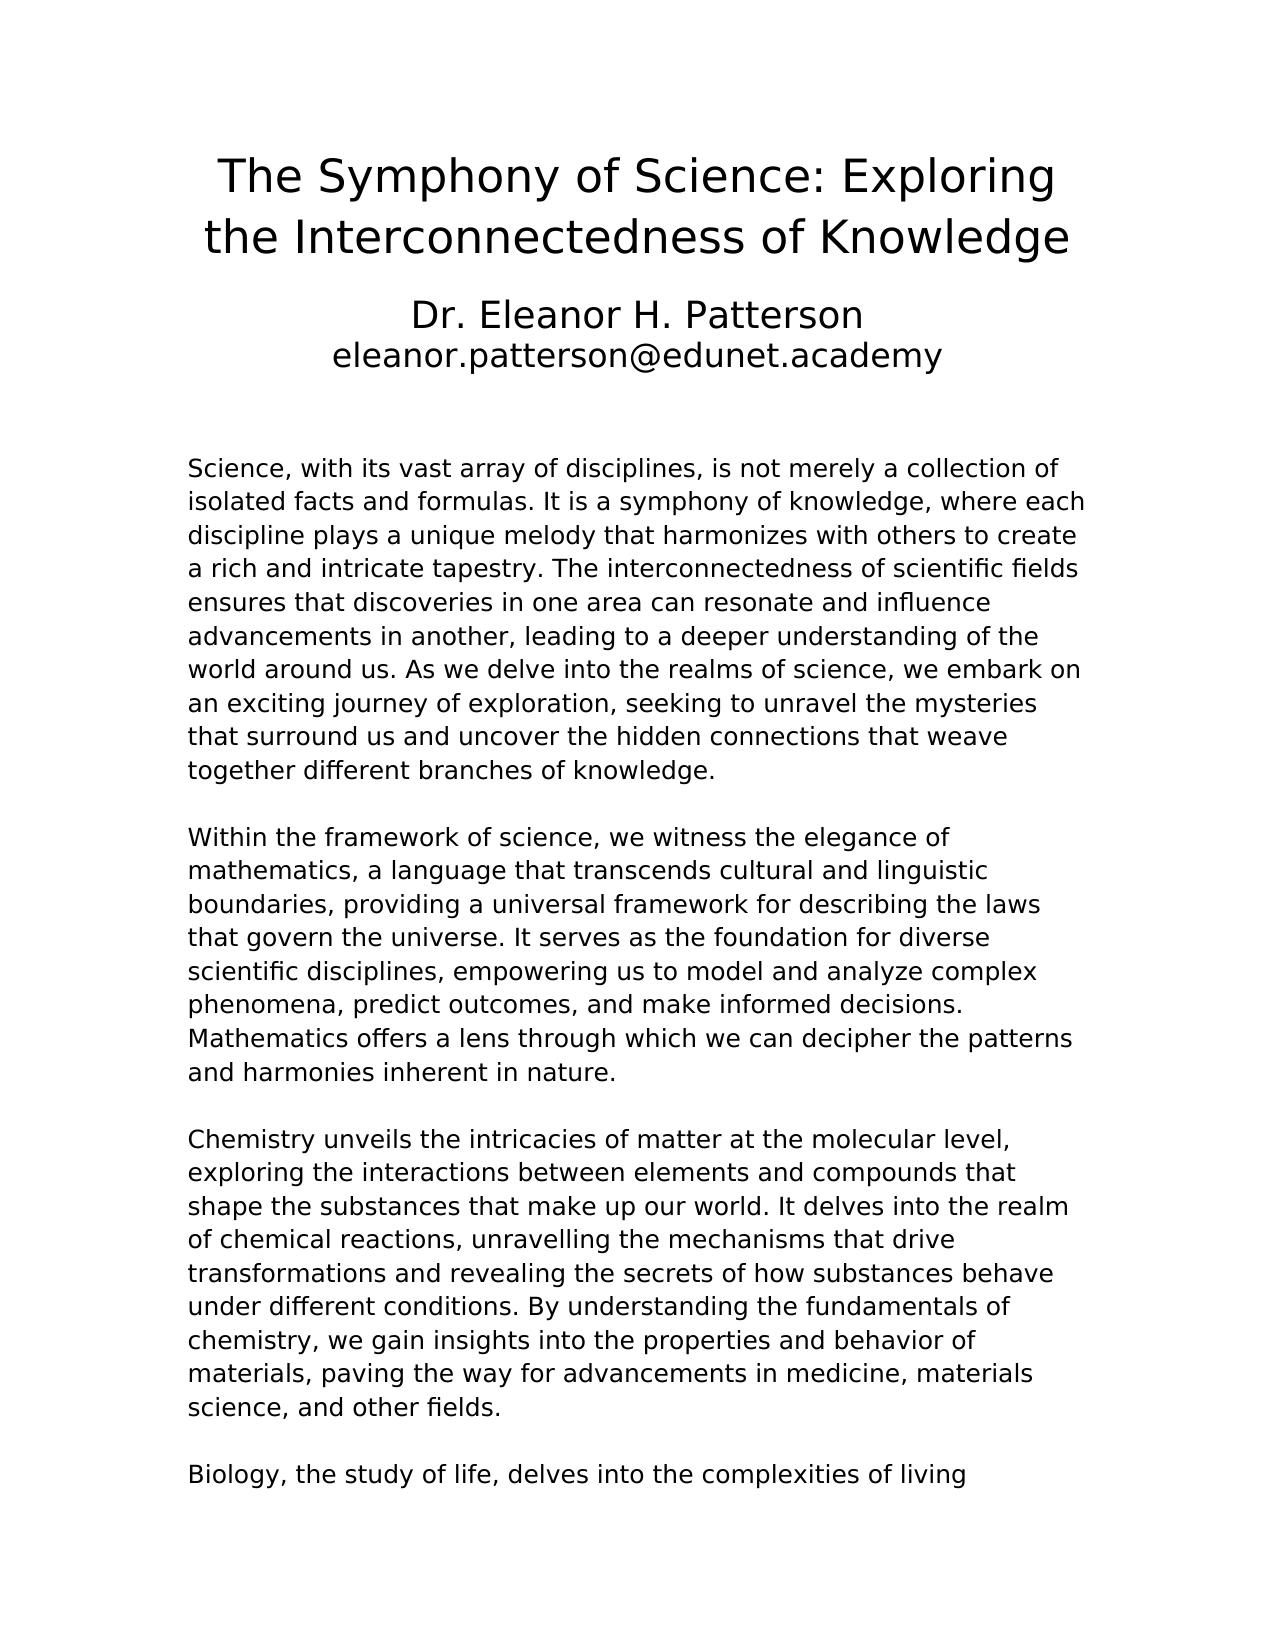 The Symphony of Science: Exploring
the Interconnectedness of Knowledge
Dr. Eleanor H. Patterson
eleanor.patterson@edunet.academy
Science, with its vast array of disciplines, is not merely a collection of
isolated facts and formulas. It is a symphony of knowledge, where each
discipline plays a unique melody that harmonizes with others to create
a rich and intricate tapestry. The interconnectedness of scientific fields
ensures that discoveries in one area can resonate and influence
advancements in another, leading to a deeper understanding of the
world around us. As we delve into the realms of science, we embark on
an exciting journey of exploration, seeking to unravel the mysteries
that surround us and uncover the hidden connections that weave
together different branches of knowledge.
Within the framework of science, we witness the elegance of
mathematics, a language that transcends cultural and linguistic
boundaries, providing a universal framework for describing the laws
that govern the universe. It serves as the foundation for diverse
scientific disciplines, empowering us to model and analyze complex
phenomena, predict outcomes, and make informed decisions.
Mathematics offers a lens through which we can decipher the patterns
and harmonies inherent in nature.
Chemistry unveils the intricacies of matter at the molecular level,
exploring the interactions between elements and compounds that
shape the substances that make up our world. It delves into the realm
of chemical reactions, unravelling the mechanisms that drive
transformations and revealing the secrets of how substances behave
under different conditions. By understanding the fundamentals of
chemistry, we gain insights into the properties and behavior of
materials, paving the way for advancements in medicine, materials
science, and other fields.
Biology, the study of life, delves into the complexities of living